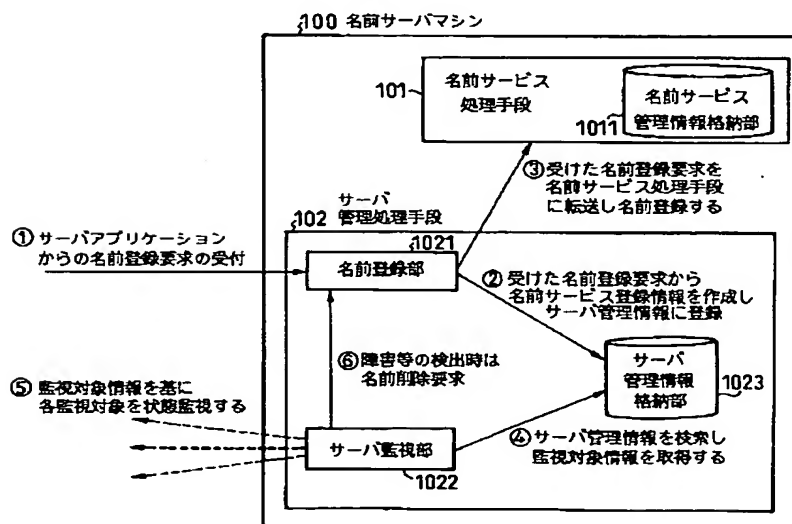 100 名前サーバマシン
101
名前サービス
処理手段
名前サービス
管理情報格納部
1011
③受けた名前登録要求を
名前サービス処理手段
に転送し名前登録する
サーバ
102 管理処理手段
①サーバアプリケーション
からの名前登録要求の受付
1021
名前登録部
②受けた名前登録要求から
名前サービス登録情報を作成し
サーバ管理情報に登録
⑥障害等の検出時は
名前削除要求
サーバ
管理情報
格納部
1023
⑤監視対象情報を基に
各監視対象を状態監視する
サーバ監視部
1022
④サーバ管理情報を検索し
監視対象情報を取得する